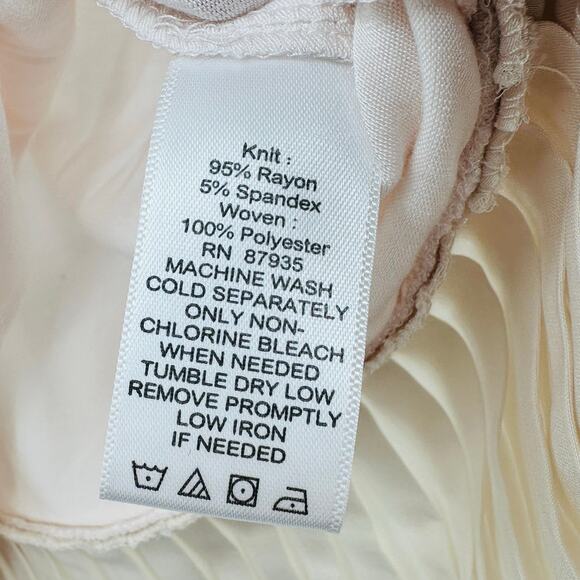 Knit :
95% Rayon
5% Spandex
Woven :
100% Polyester
RN 87935
MACHINE WASH
COLD SEPARATELY
ONLY NON-
CHLORINE BLEACH
WHEN NEEDED
TUMBLE DRY LOW
REMOVE PROMPTLY
LOW IRON
IF NEEDED